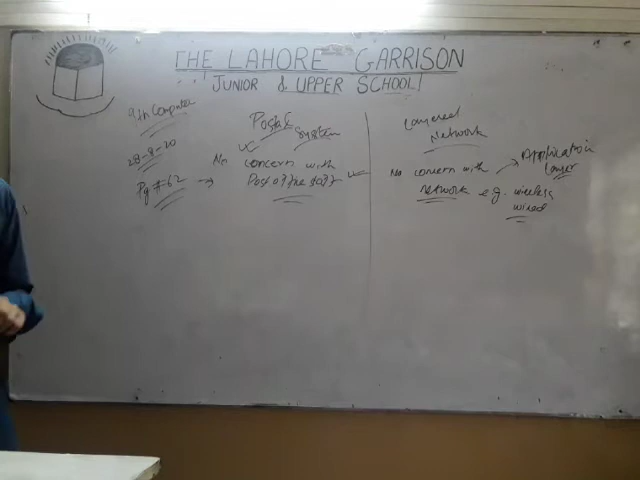 THE LAHORE GARRISON
JUNIOR & UPPER SCHOOL
9th Computer
28-9-20
Pg # 62 →
Postal
System
No concern with
Post office staff
Layered
Network
No concern with → Application
Layer
Network e.g. wireless
wired